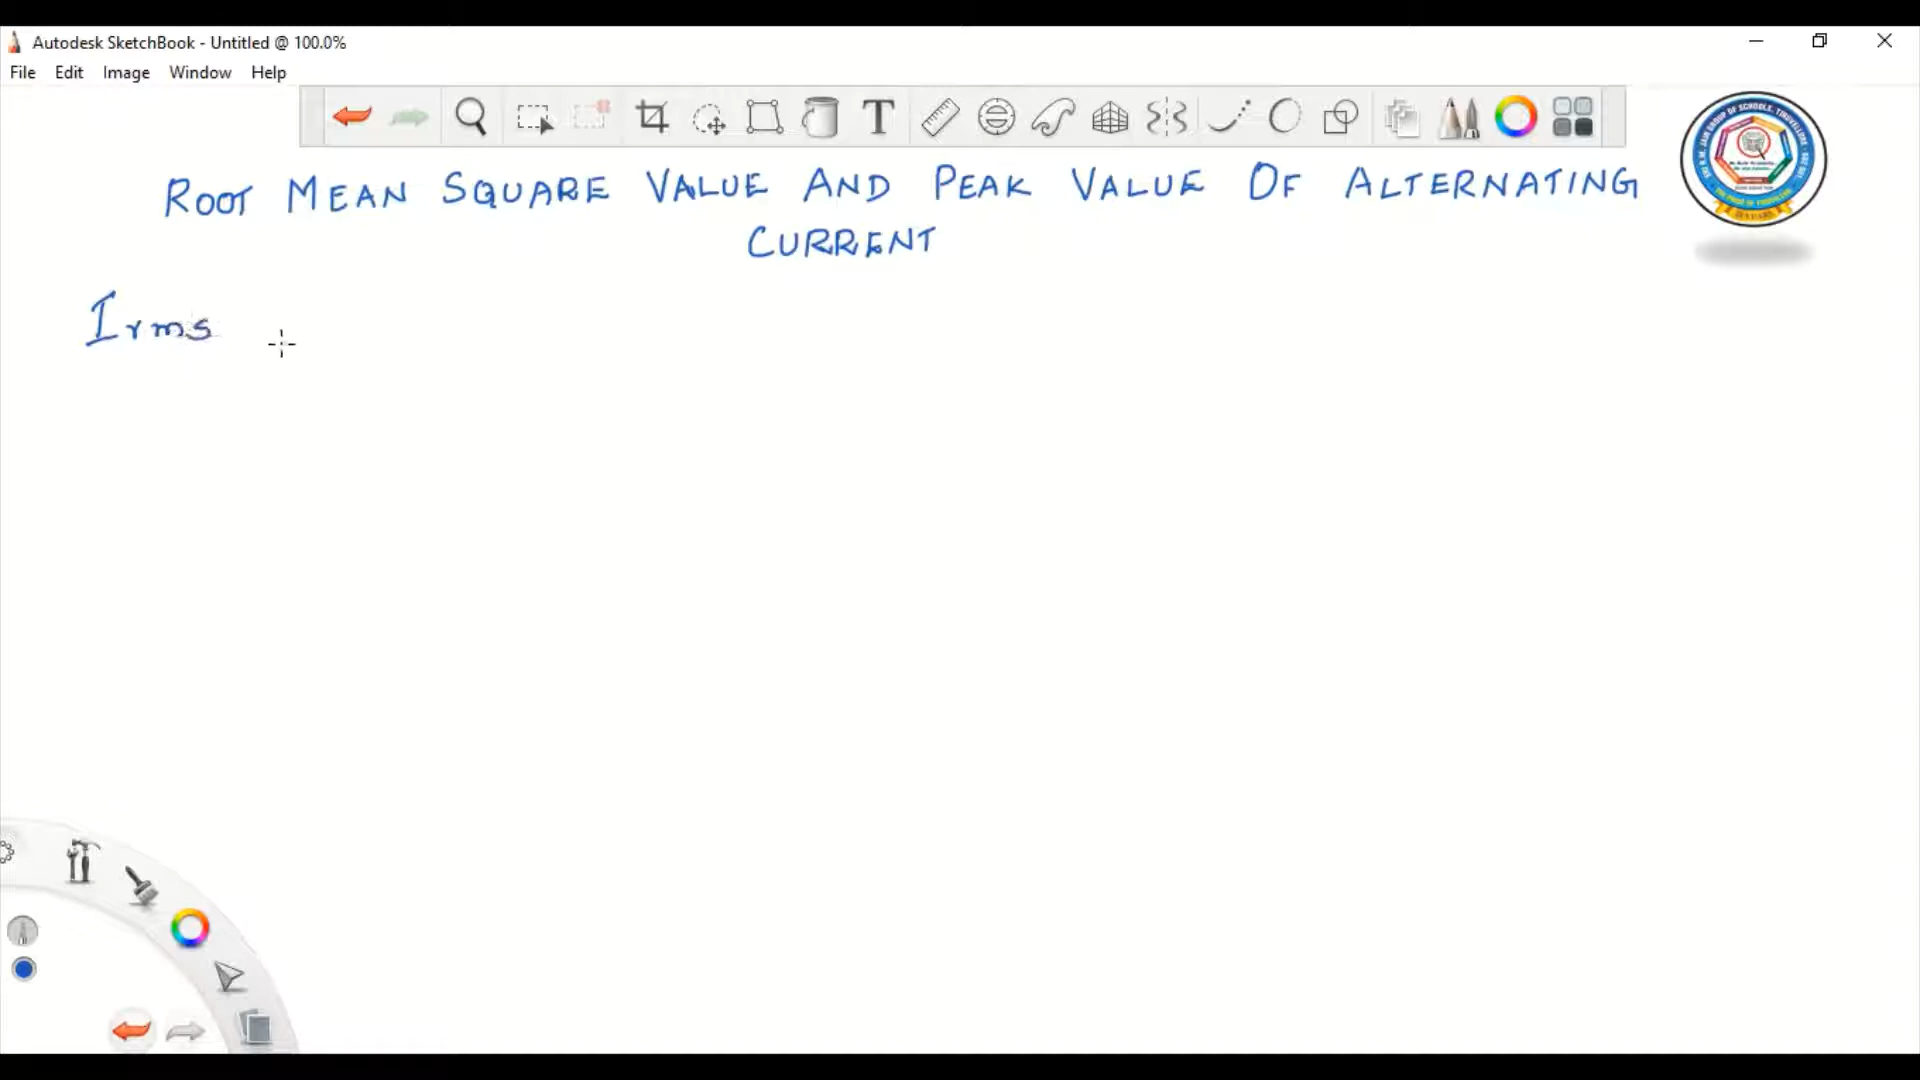 Autodesk SketchBook - Untitled @ 100.0%
File Edit Image Window Help
T
ROOT MEAN SQUARE VALUE AND PEAK VALUE OF ALTERNATING
CURRENT
Irms